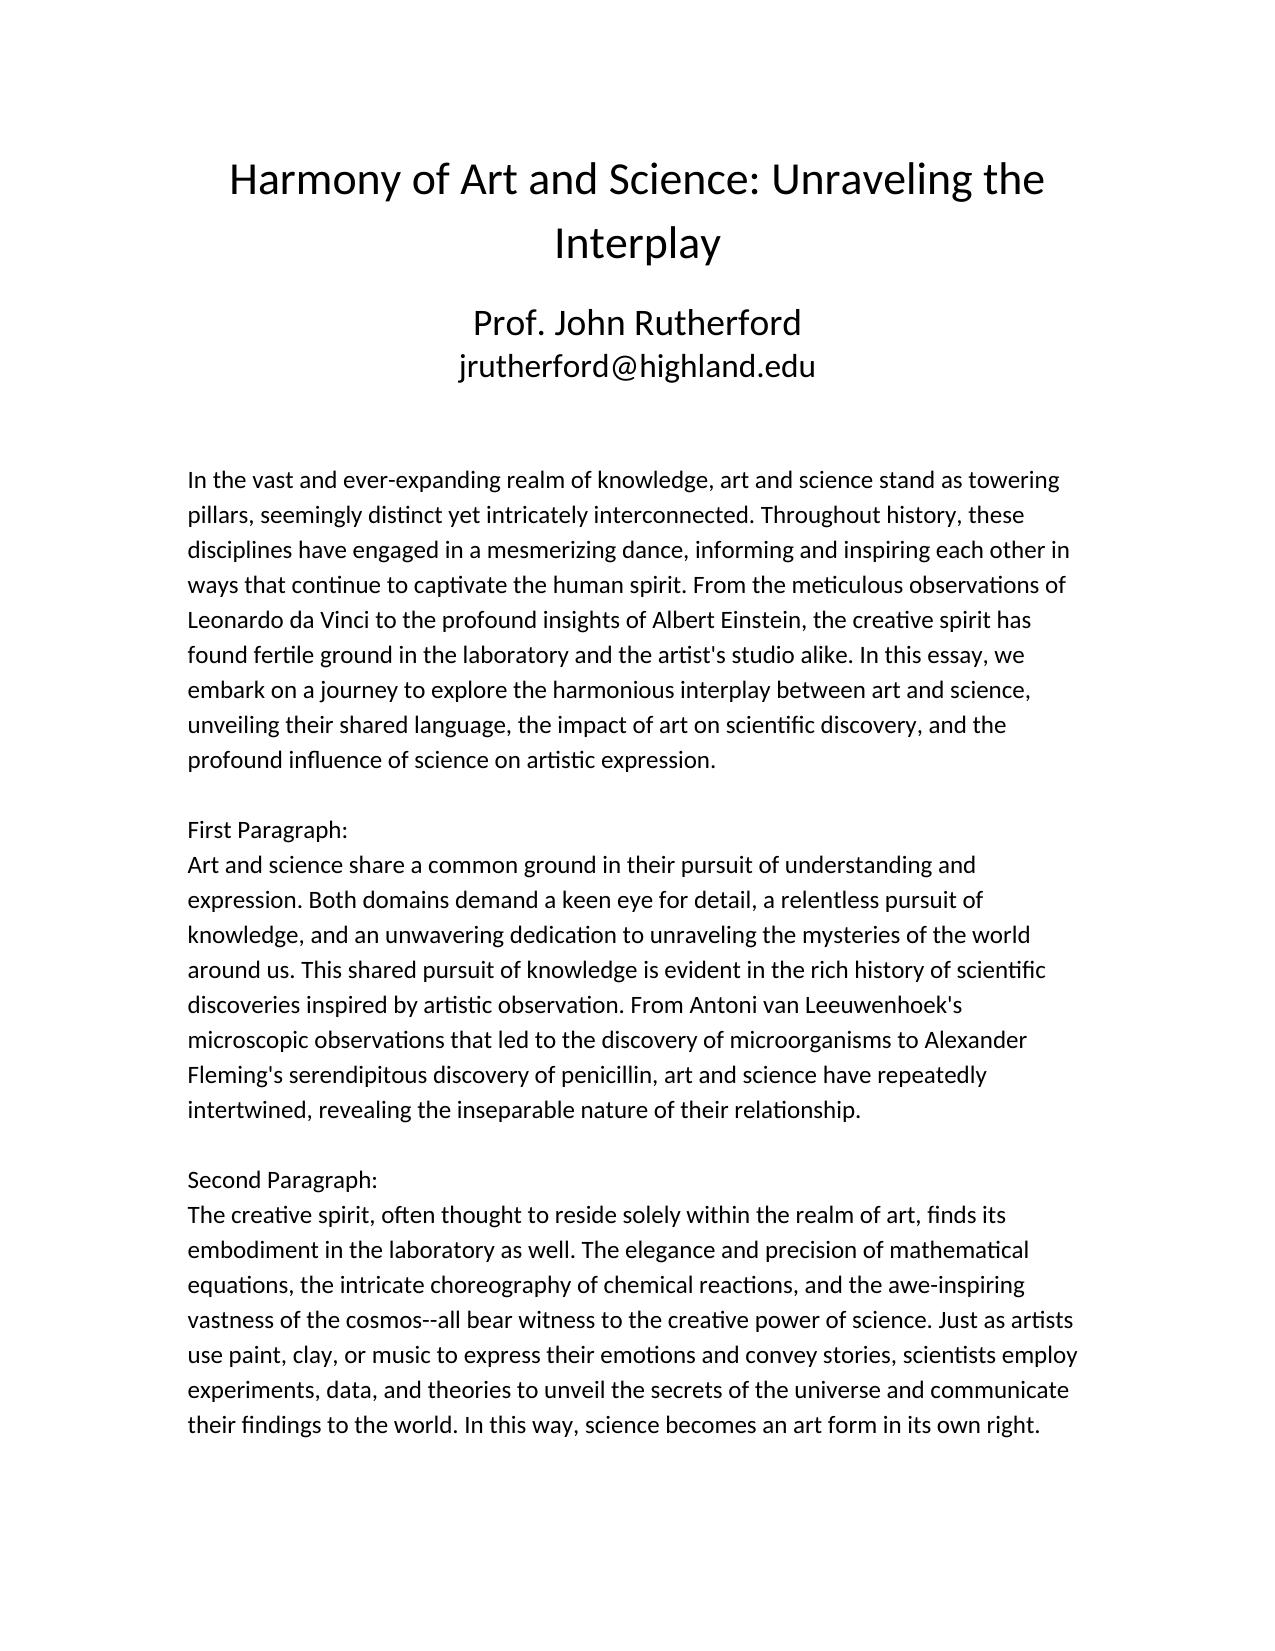 Harmony of Art and Science: Unraveling the
Interplay
Prof. John Rutherford
jrutherford@highland.edu
In the vast and ever-expanding realm of knowledge, art and science stand as towering
pillars, seemingly distinct yet intricately interconnected. Throughout history, these
disciplines have engaged in a mesmerizing dance, informing and inspiring each other in
ways that continue to captivate the human spirit. From the meticulous observations of
Leonardo da Vinci to the profound insights of Albert Einstein, the creative spirit has
found fertile ground in the laboratory and the artist's studio alike. In this essay, we
embark on a journey to explore the harmonious interplay between art and science,
unveiling their shared language, the impact of art on scientific discovery, and the
profound influence of science on artistic expression.
First Paragraph:
Art and science share a common ground in their pursuit of understanding and
expression. Both domains demand a keen eye for detail, a relentless pursuit of
knowledge, and an unwavering dedication to unraveling the mysteries of the world
around us. This shared pursuit of knowledge is evident in the rich history of scientific
discoveries inspired by artistic observation. From Antoni van Leeuwenhoek's
microscopic observations that led to the discovery of microorganisms to Alexander
Fleming's serendipitous discovery of penicillin, art and science have repeatedly
intertwined, revealing the inseparable nature of their relationship.
Second Paragraph:
The creative spirit, often thought to reside solely within the realm of art, finds its
embodiment in the laboratory as well. The elegance and precision of mathematical
equations, the intricate choreography of chemical reactions, and the awe-inspiring
vastness of the cosmos--all bear witness to the creative power of science. Just as artists
use paint, clay, or music to express their emotions and convey stories, scientists employ
experiments, data, and theories to unveil the secrets of the universe and communicate
their findings to the world. In this way, science becomes an art form in its own right.